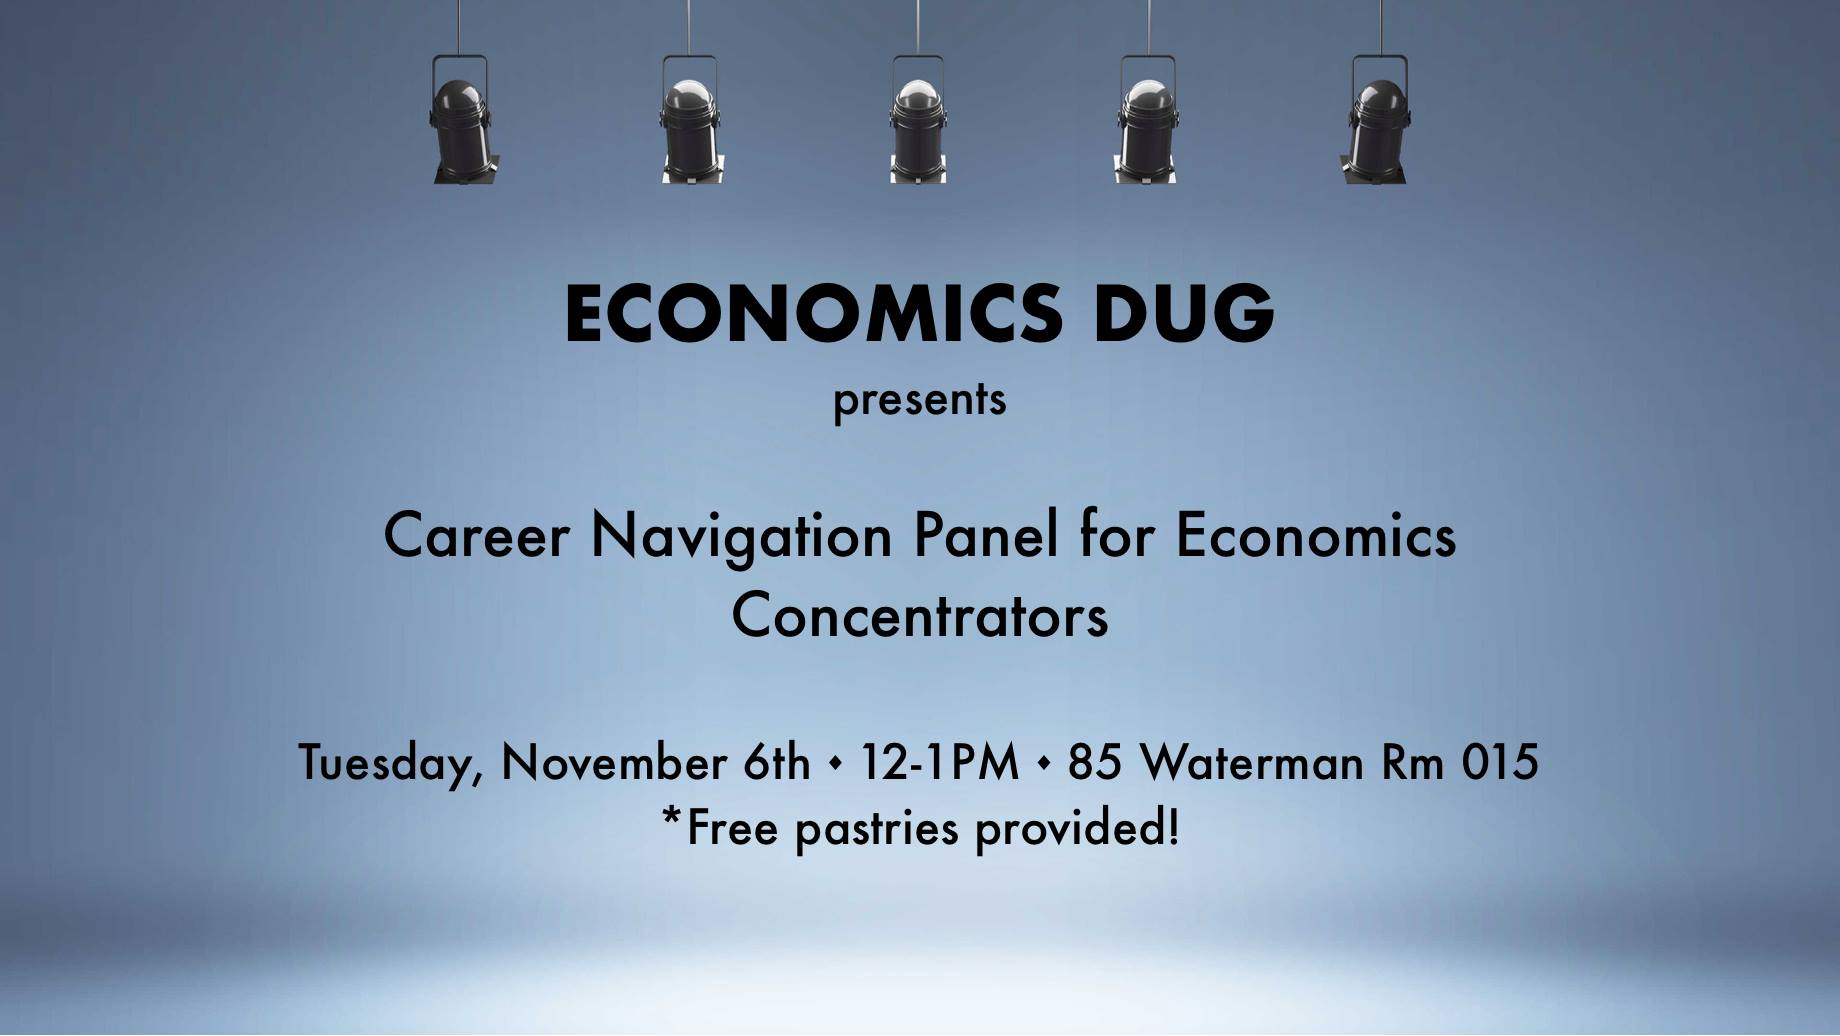 ECONOMICS DUG
presents
Career Navigation Panel for Economics
Concentrators
Tuesday, November 6th • 12-1PM • 85 Waterman Rm 015
*Free pastries provided!